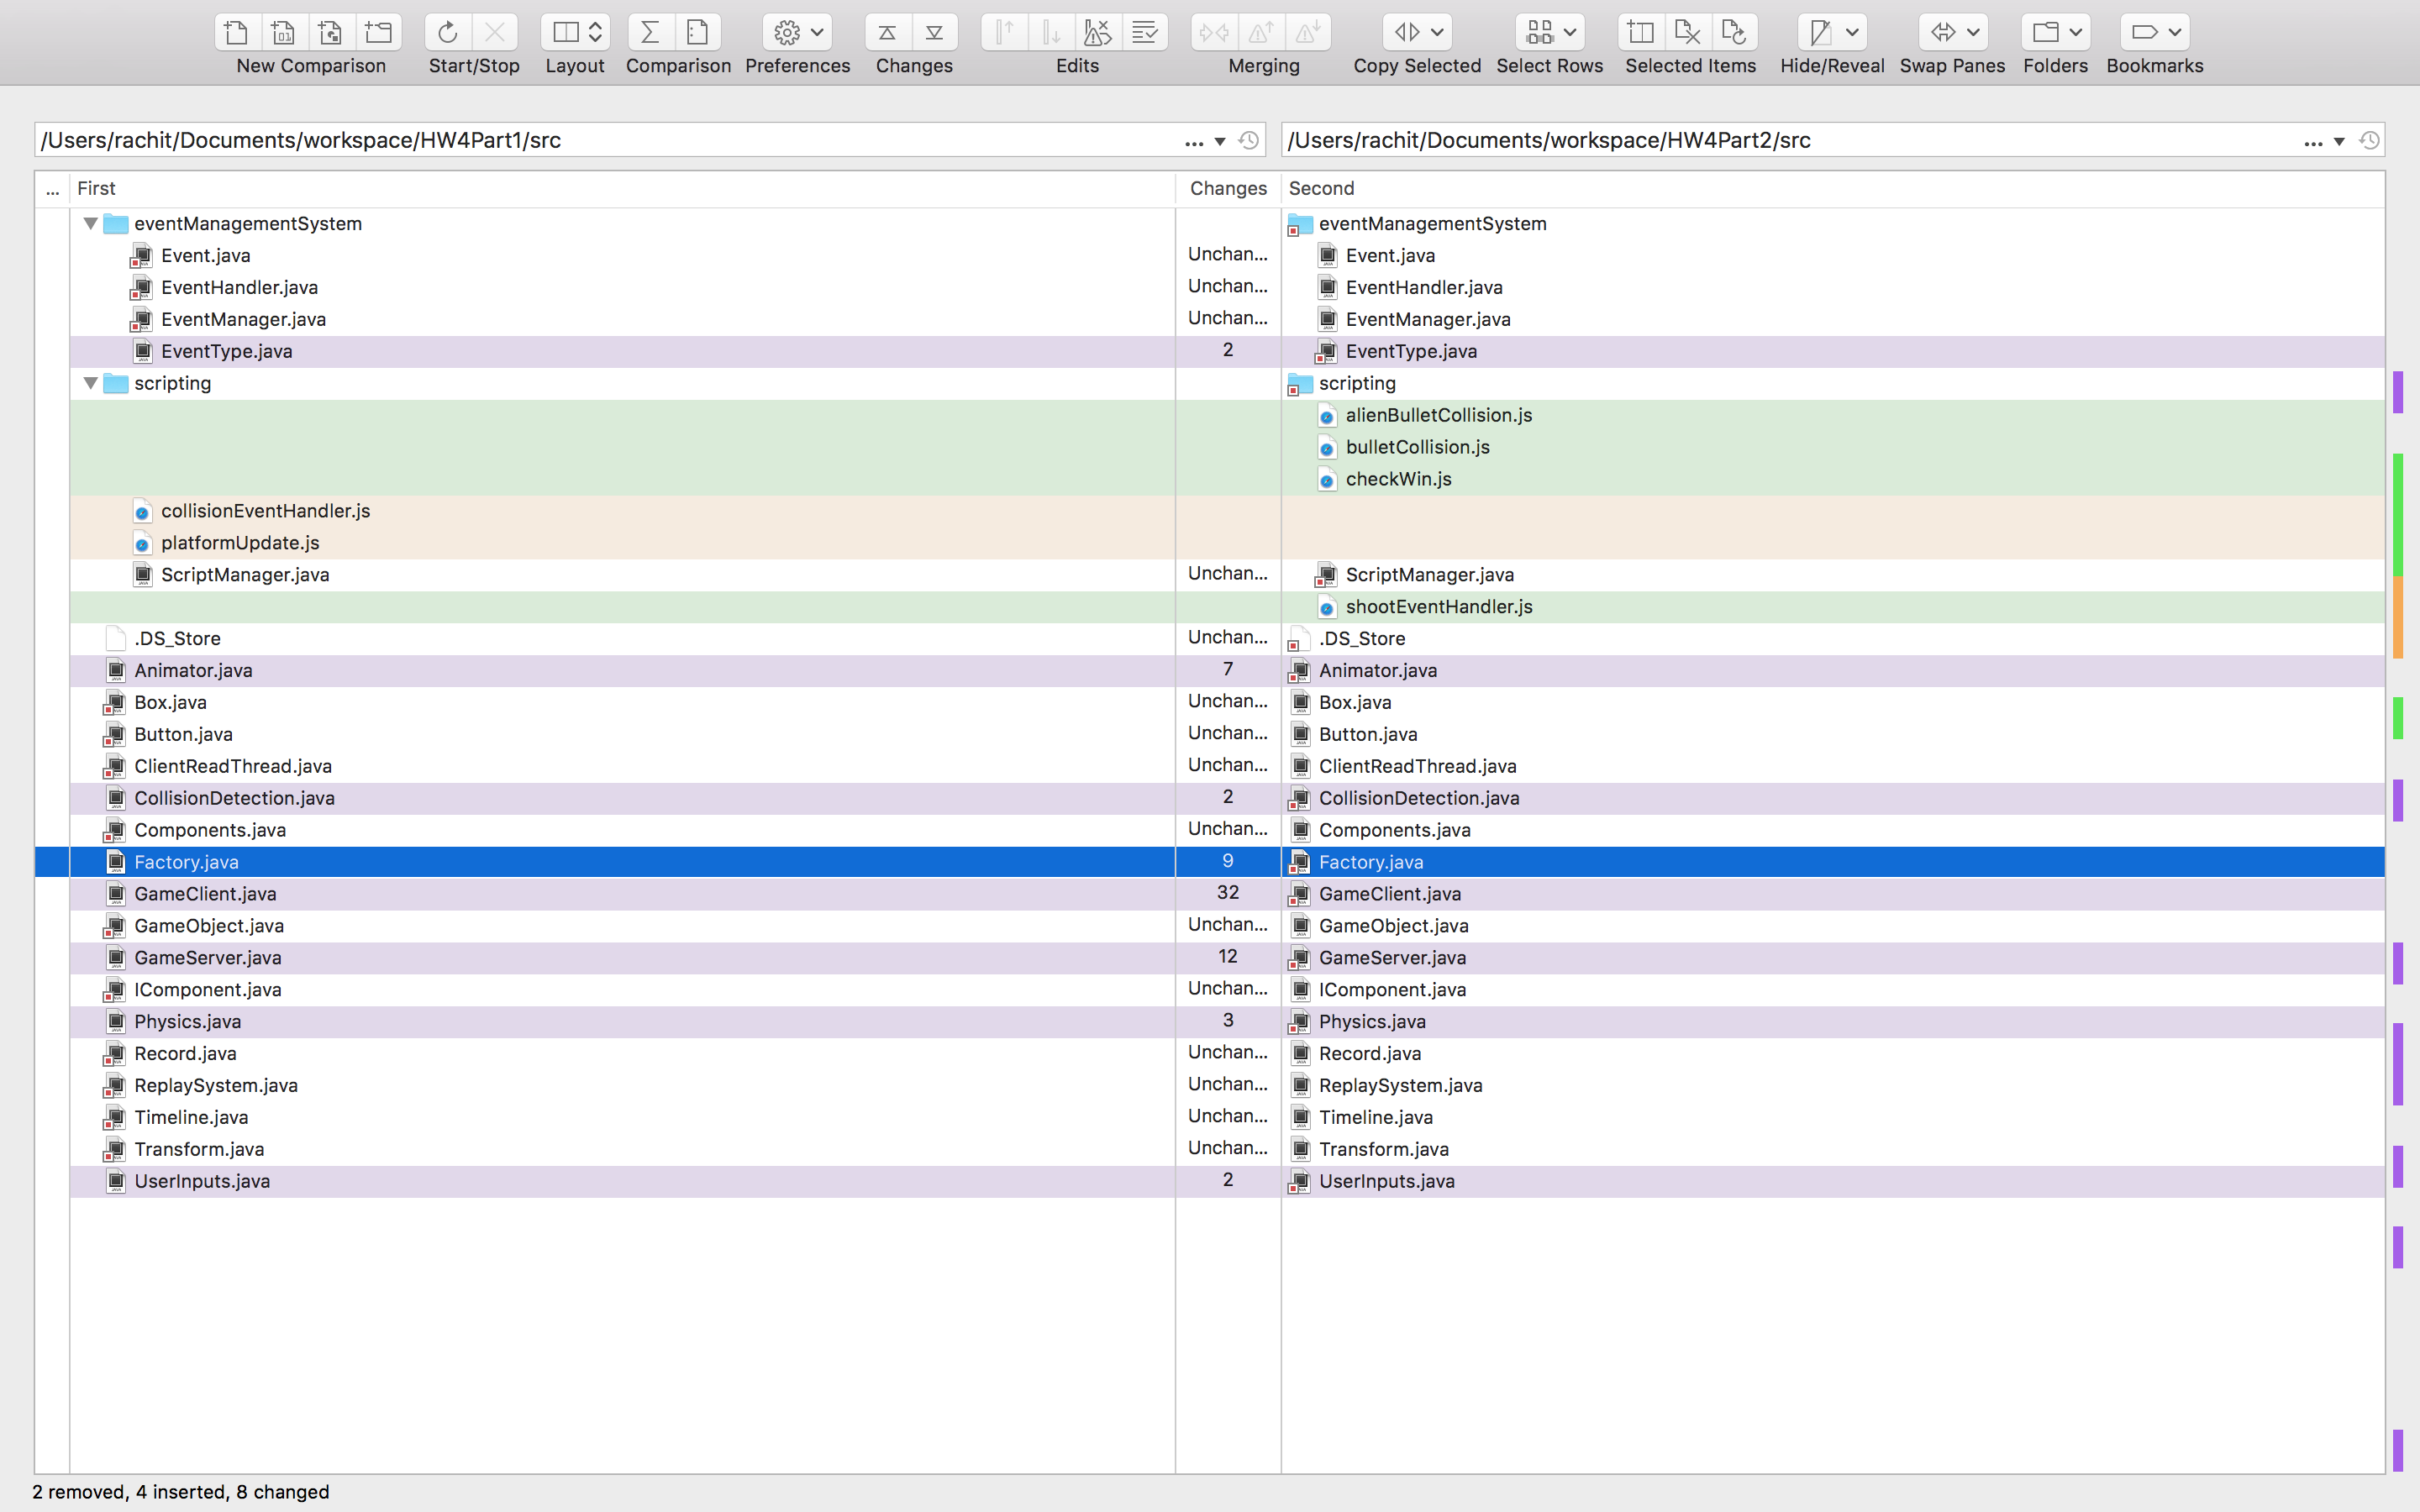 New Comparison Start/Stop Layout Comparison Preferences Changes Edits Merging Copy Selected Select Rows Selected Items Hide/Reveal Swap Panes Folders Bookmarks
/Users/rachit/Documents/workspace/HW4Part1/src ... /Users/rachit/Documents/workspace/HW4Part2/src ...
... First Changes Second
eventManagementSystem eventManagementSystem
Event.java Unchan... Event.java
EventHandler.java Unchan... EventHandler.java
EventManager.java Unchan... EventManager.java
EventType.java 2 EventType.java
scripting scripting
alienBulletCollision.js
bulletCollision.js
checkWin.js
collisionEventHandler.js
platformUpdate.js
ScriptManager.java Unchan... ScriptManager.java
shootEventHandler.js
.DS_Store Unchan... .DS_Store
Animator.java 7 Animator.java
Box.java Unchan... Box.java
Button.java Unchan... Button.java
ClientReadThread.java Unchan... ClientReadThread.java
CollisionDetection.java 2 CollisionDetection.java
Components.java Unchan... Components.java
Factory.java 9 Factory.java
GameClient.java 32 GameClient.java
GameObject.java Unchan... GameObject.java
GameServer.java 12 GameServer.java
IComponent.java Unchan... IComponent.java
Physics.java 3 Physics.java
Record.java Unchan... Record.java
ReplaySystem.java Unchan... ReplaySystem.java
Timeline.java Unchan... Timeline.java
Transform.java Unchan... Transform.java
UserInputs.java 2 UserInputs.java
2 removed, 4 inserted, 8 changed